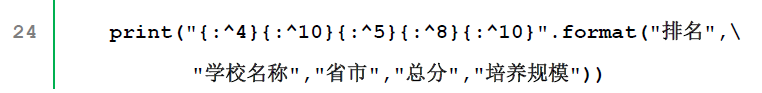 24 print("{:^4}{:^10}{:^5}{:^8}{:^10}".format("排名",\
"学校名称","省市","总分","培养规模"))